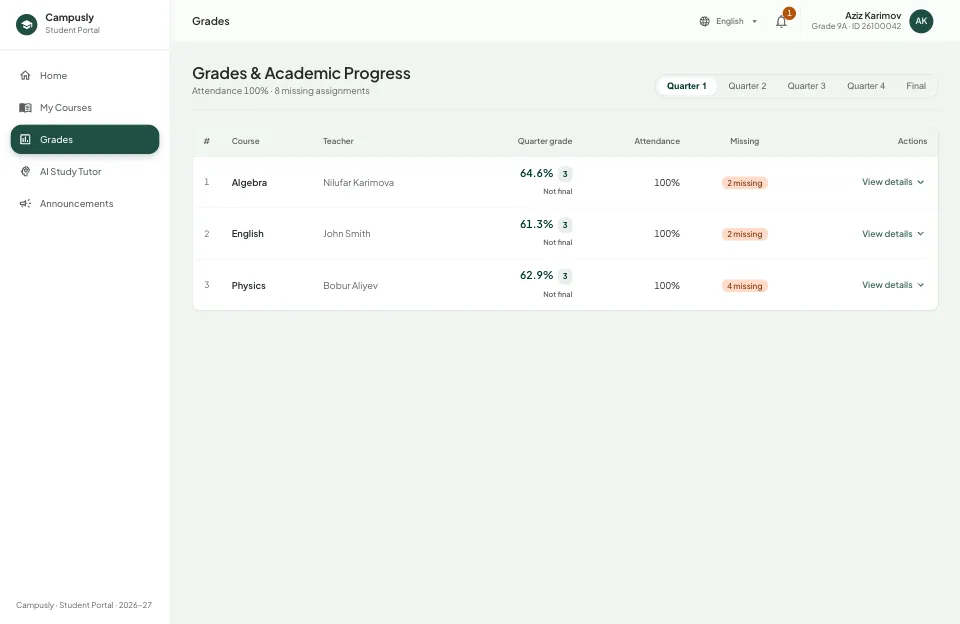 Campusly
Student Portal
Home
My Courses
Grades
AI Study Tutor
Announcements
Campusly · Student Portal · 2026-27
Grades
English
1
Aziz Karimov
Grade 9A · ID 26100042
AK
Grades & Academic Progress
Attendance 100% · 8 missing assignments
Quarter 1 Quarter 2 Quarter 3 Quarter 4 Final
# Course Teacher Quarter grade Attendance Missing Actions
1 Algebra Nilufar Karimova 64.6% 3 100% 2 missing View details
Not final
2 English John Smith 61.3% 3 100% 2 missing View details
Not final
3 Physics Bobur Aliyev 62.9% 3 100% 4 missing View details
Not final